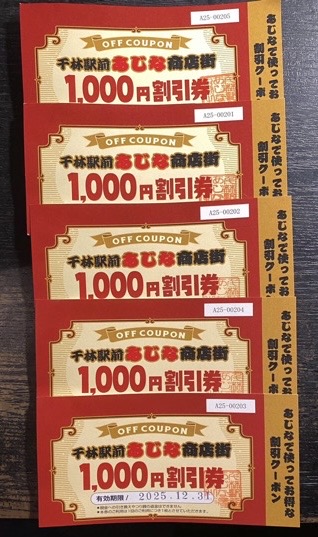 A25-00205
OFF COUPON
千林駅前あじな商店街
1,000円割引券
あじなで使ってお
割引クーポ
A25-00201
OFF COUPON
千林駅前あじな商店街
1,000円割引券
あじなで使ってお
割引クーポ
A25-00202
OFF COUPON
千林駅前あじな商店街
1,000円割引券
あじなで使ってお
割引クーポ
A25-00204
OFF COUPON
千林駅前あじな商店街
1,000円割引券
あじなで使ってお
割引クーポ
A25-00203
OFF COUPON
千林駅前あじな商店街
1,000円割引券
有効期限/ 2025.12.31
あじなで使ってお得な
割引クーポン